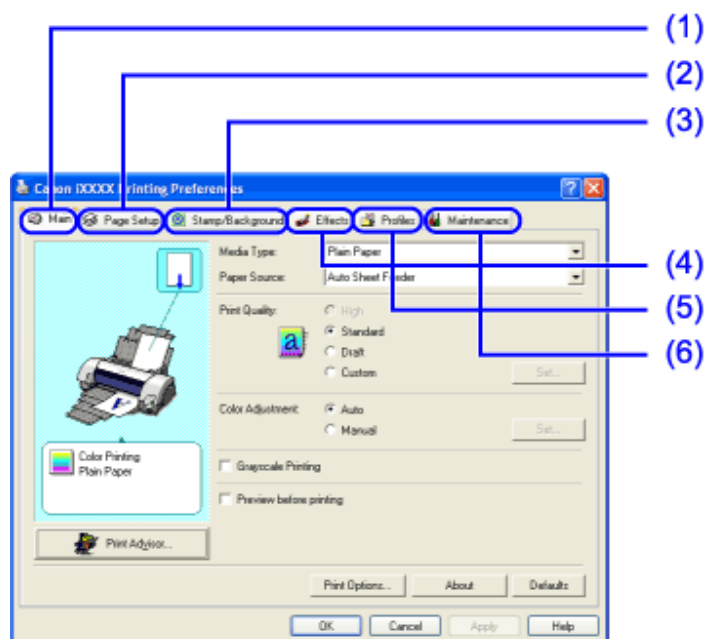 (1)
(2)
(3)
Canon iXXXX Printing Preferences
Main Page Setup Stamp/Background Effects Profiles Maintenance
Media Type: Plain Paper
(4)
Paper Source: Auto Sheet Feeder
(5)
Print Quality: High
Standard
(6)
Draft
Custom Set...
Color Adjustment: Auto
Manual Set...
Color Printing
Plain Paper
Grayscale Printing
Preview before printing
Print Advisor...
Print Options... About Defaults
OK Cancel Apply Help